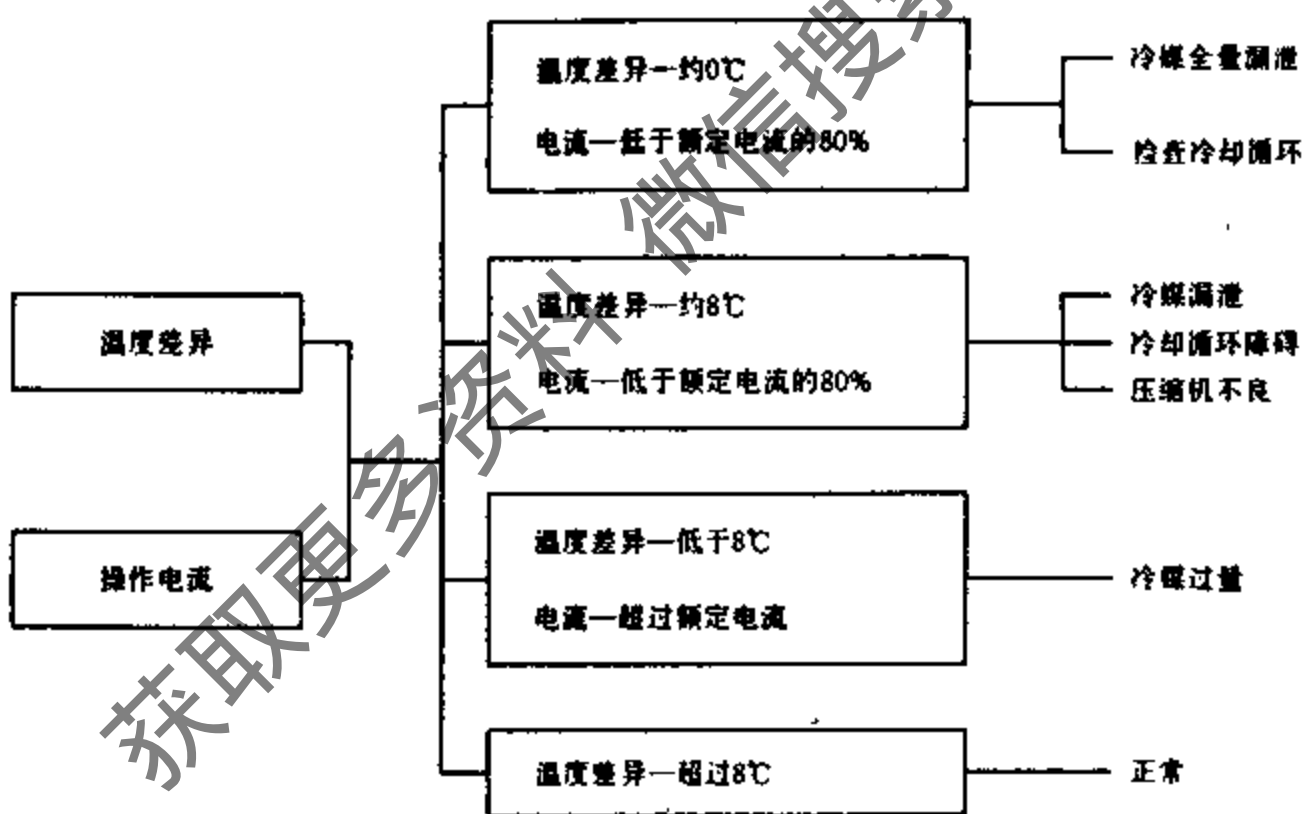 温度差异
操作电流
温度差异—约0℃
电流—低于额定电流的80%
冷媒全量漏泄
检查冷却循环
温度差异—约8℃
电流—低于额定电流的80%
冷媒漏泄
冷却循环障碍
压缩机不良
温度差异—低于8℃
电流—超过额定电流
冷媒过量
温度差异—超过8℃
正常
获取更多资料 微信搜